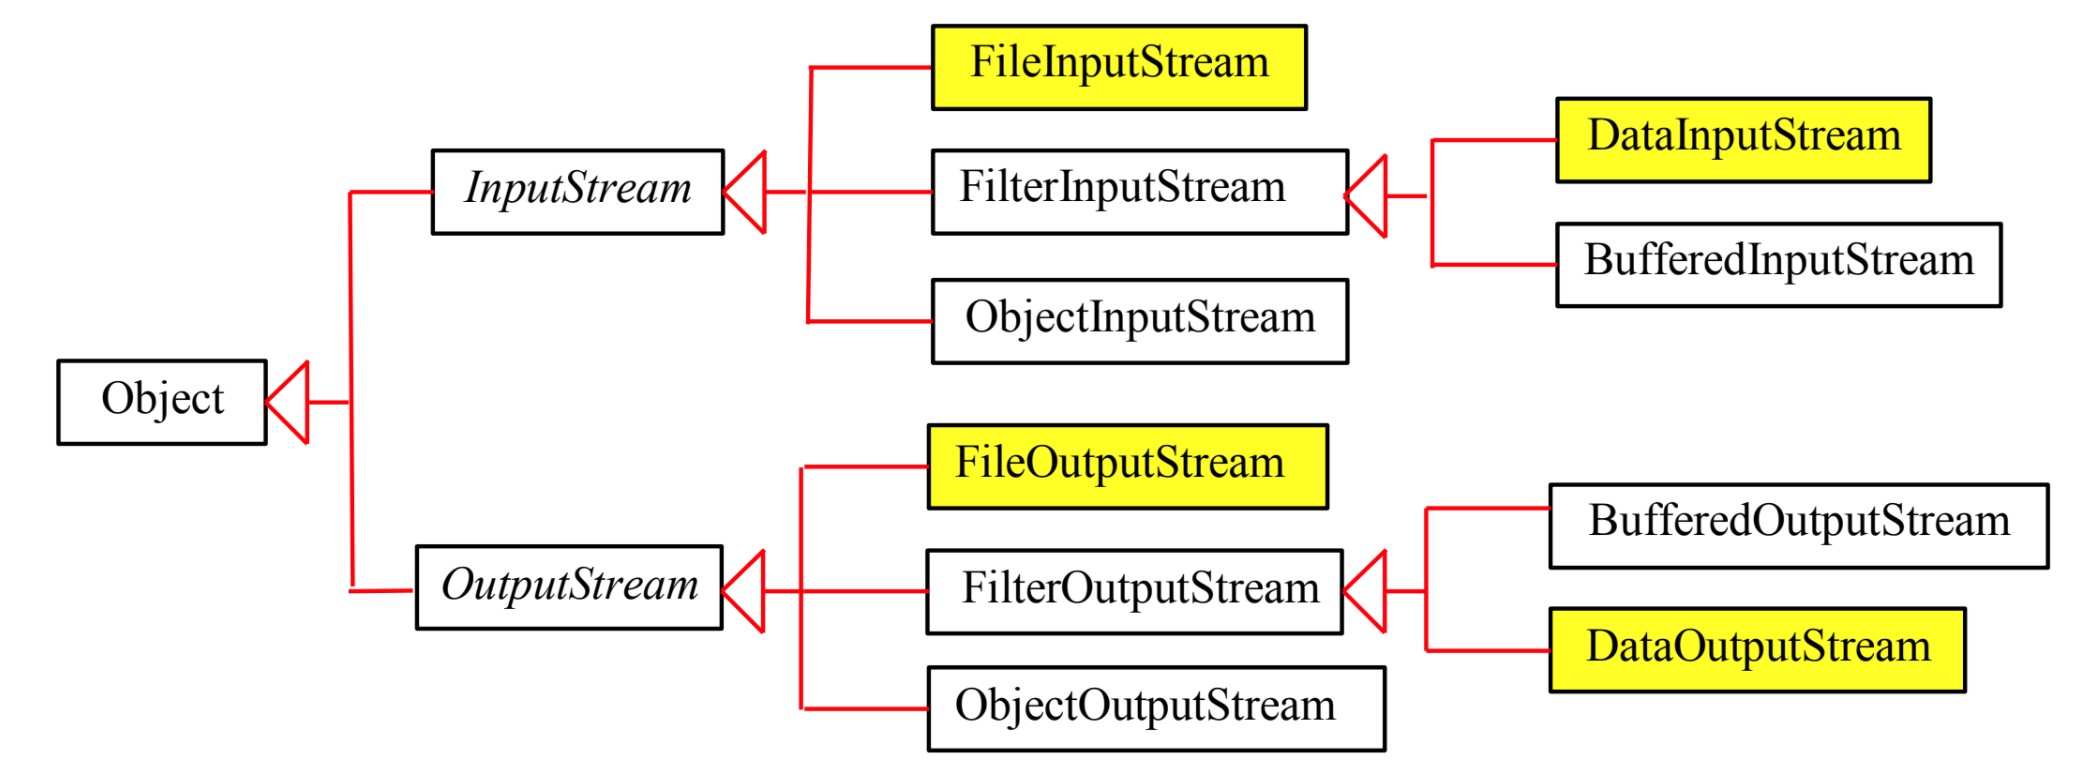 FileInputStream
DataInputStream
InputStream
FilterInputStream
BufferedInputStream
ObjectInputStream
Object
FileOutputStream
BufferedOutputStream
OutputStream
FilterOutputStream
DataOutputStream
ObjectOutputStream